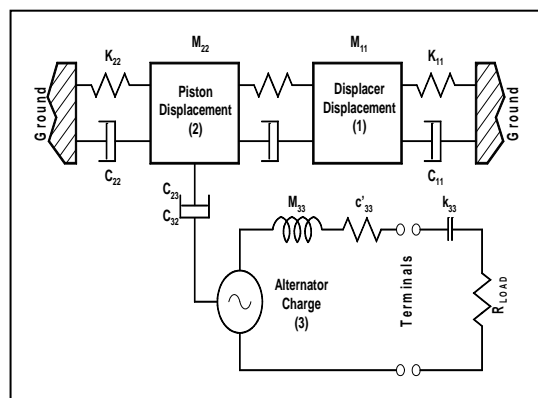 M22
M11
K22
K11
Ground
Piston
Displacement
(2)
Displacer
Displacement
(1)
Ground
C22
C11
C23
C32
M33
c'33
k33
Alternator
Charge
(3)
Terminals
RLOAD